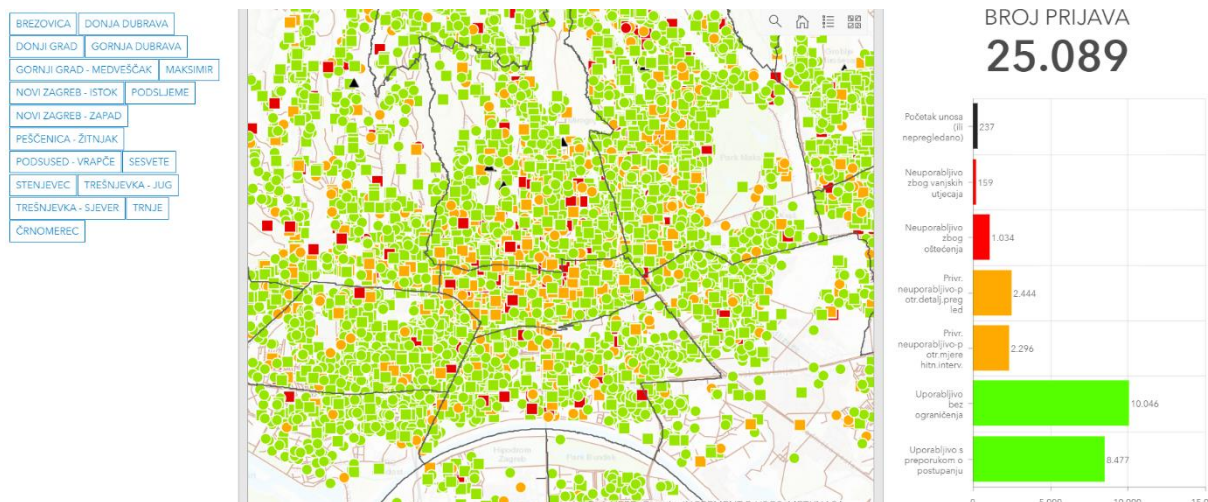 BREZOVICA DONJA DUBRAVA
DONJI GRAD GORNJA DUBRAVA
GORNJI GRAD - MEDVEŠČAK MAKSIMIR
NOVI ZAGREB - ISTOK PODSLJEME
NOVI ZAGREB - ZAPAD
PEŠČENICA - ŽITNJAK
PODSUSED - VRAPČE SESVETE
STENJEVEC TREŠNJEVKA - JUG
TREŠNJEVKA - SJEVER TRNJE
ČRNOMEREC
Hipodrom
Zagreb
Park Bundek
BROJ PRIJAVA
25.089
Početak unosa
(ili
nepregledano)
237
Neuporabljivo
zbog vanjskih
utjecaja
159
Neuporabljivo
zbog
oštećenja
1.034
Privr.
neuporabljivo-p
otr.detalj.preg
led
2.444
Privr.
neuporabljivo-p
otr.mjere
hitn.interv.
2.296
Uporabljivo
bez
ograničenja
10.046
Uporabljivo s
preporukom o
postupanju
8.477
0 5.000 10.000